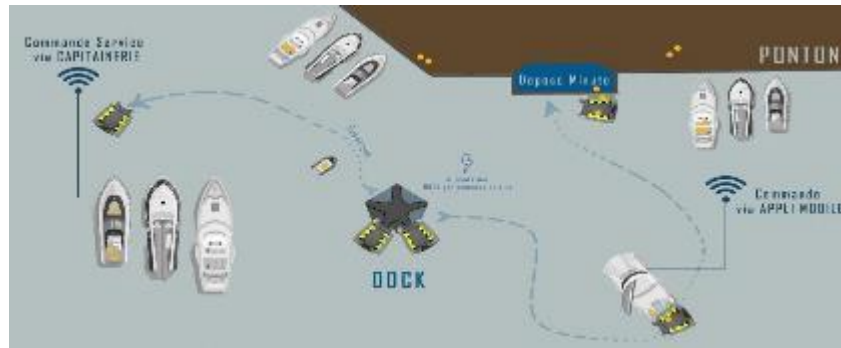 Commande Service
via CAPITAINERIE
PONTON
Depose Minute
Commande
via APPLI MOBILE
DOCK